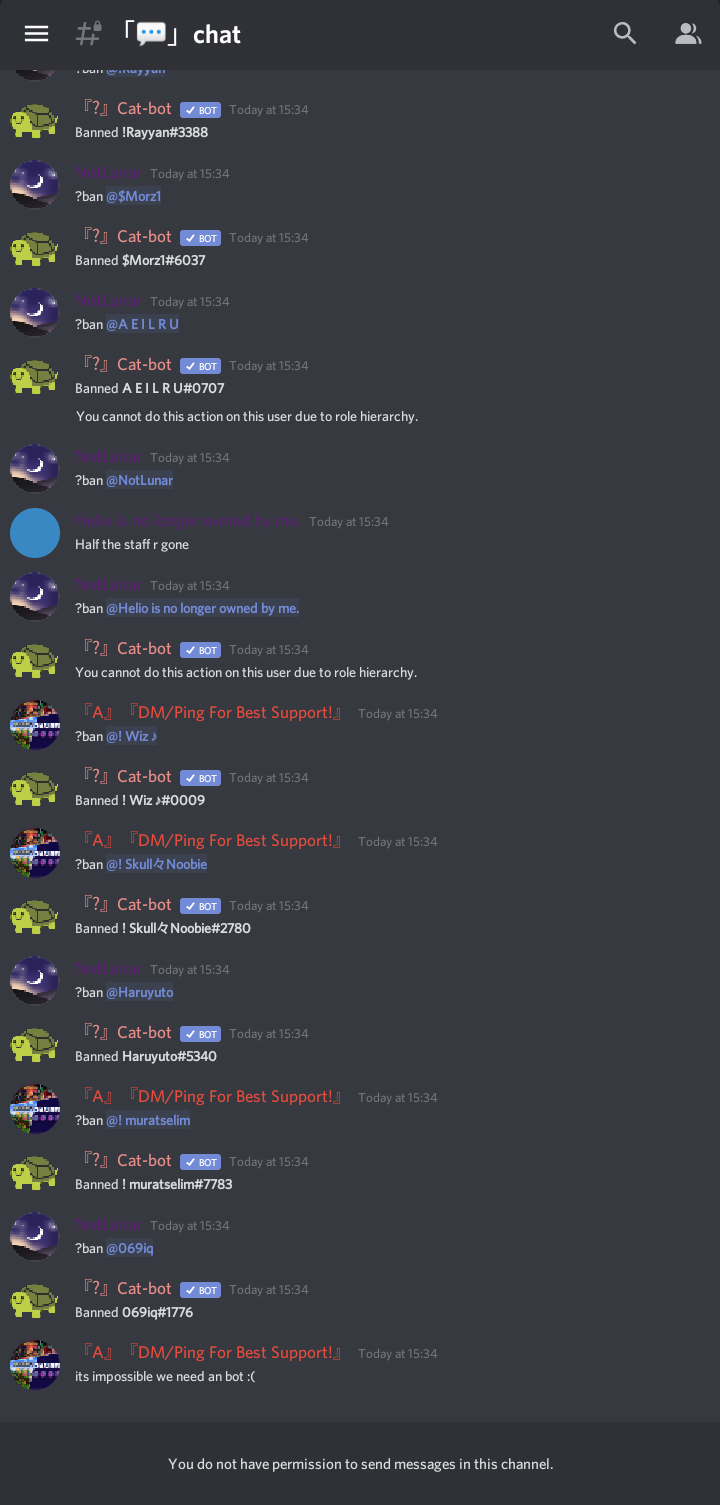 「💬」 chat
?ban @!Rayyan
『?』Cat-bot ✔ BOT Today at 15:34
Banned !Rayyan#3388
Today at 15:34
?ban @$Morz1
『?』Cat-bot ✔ BOT Today at 15:34
Banned $Morz1#6037
Today at 15:34
?ban @A E I L R U
『?』Cat-bot ✔ BOT Today at 15:34
Banned A E I L R U#0707
You cannot do this action on this user due to role hierarchy.
Today at 15:34
?ban @NotLunar
Helio is no longer owned by me. Today at 15:34
Half the staff r gone
Today at 15:34
?ban @Helio is no longer owned by me.
『?』Cat-bot ✔ BOT Today at 15:34
You cannot do this action on this user due to role hierarchy.
『A』『DM/Ping For Best Support!』 Today at 15:34
?ban @! Wiz ♪
『?』Cat-bot ✔ BOT Today at 15:34
Banned ! Wiz ♪#0009
『A』『DM/Ping For Best Support!』 Today at 15:34
?ban @! Skull々Noobie
『?』Cat-bot ✔ BOT Today at 15:34
Banned ! Skull々Noobie#2780
Today at 15:34
?ban @Haruyuto
『?』Cat-bot ✔ BOT Today at 15:34
Banned Haruyuto#5340
『A』『DM/Ping For Best Support!』 Today at 15:34
?ban @! muratselim
『?』Cat-bot ✔ BOT Today at 15:34
Banned ! muratselim#7783
Today at 15:34
?ban @069iq
『?』Cat-bot ✔ BOT Today at 15:34
Banned 069iq#1776
『A』『DM/Ping For Best Support!』 Today at 15:34
its impossible we need an bot :(
You do not have permission to send messages in this channel.